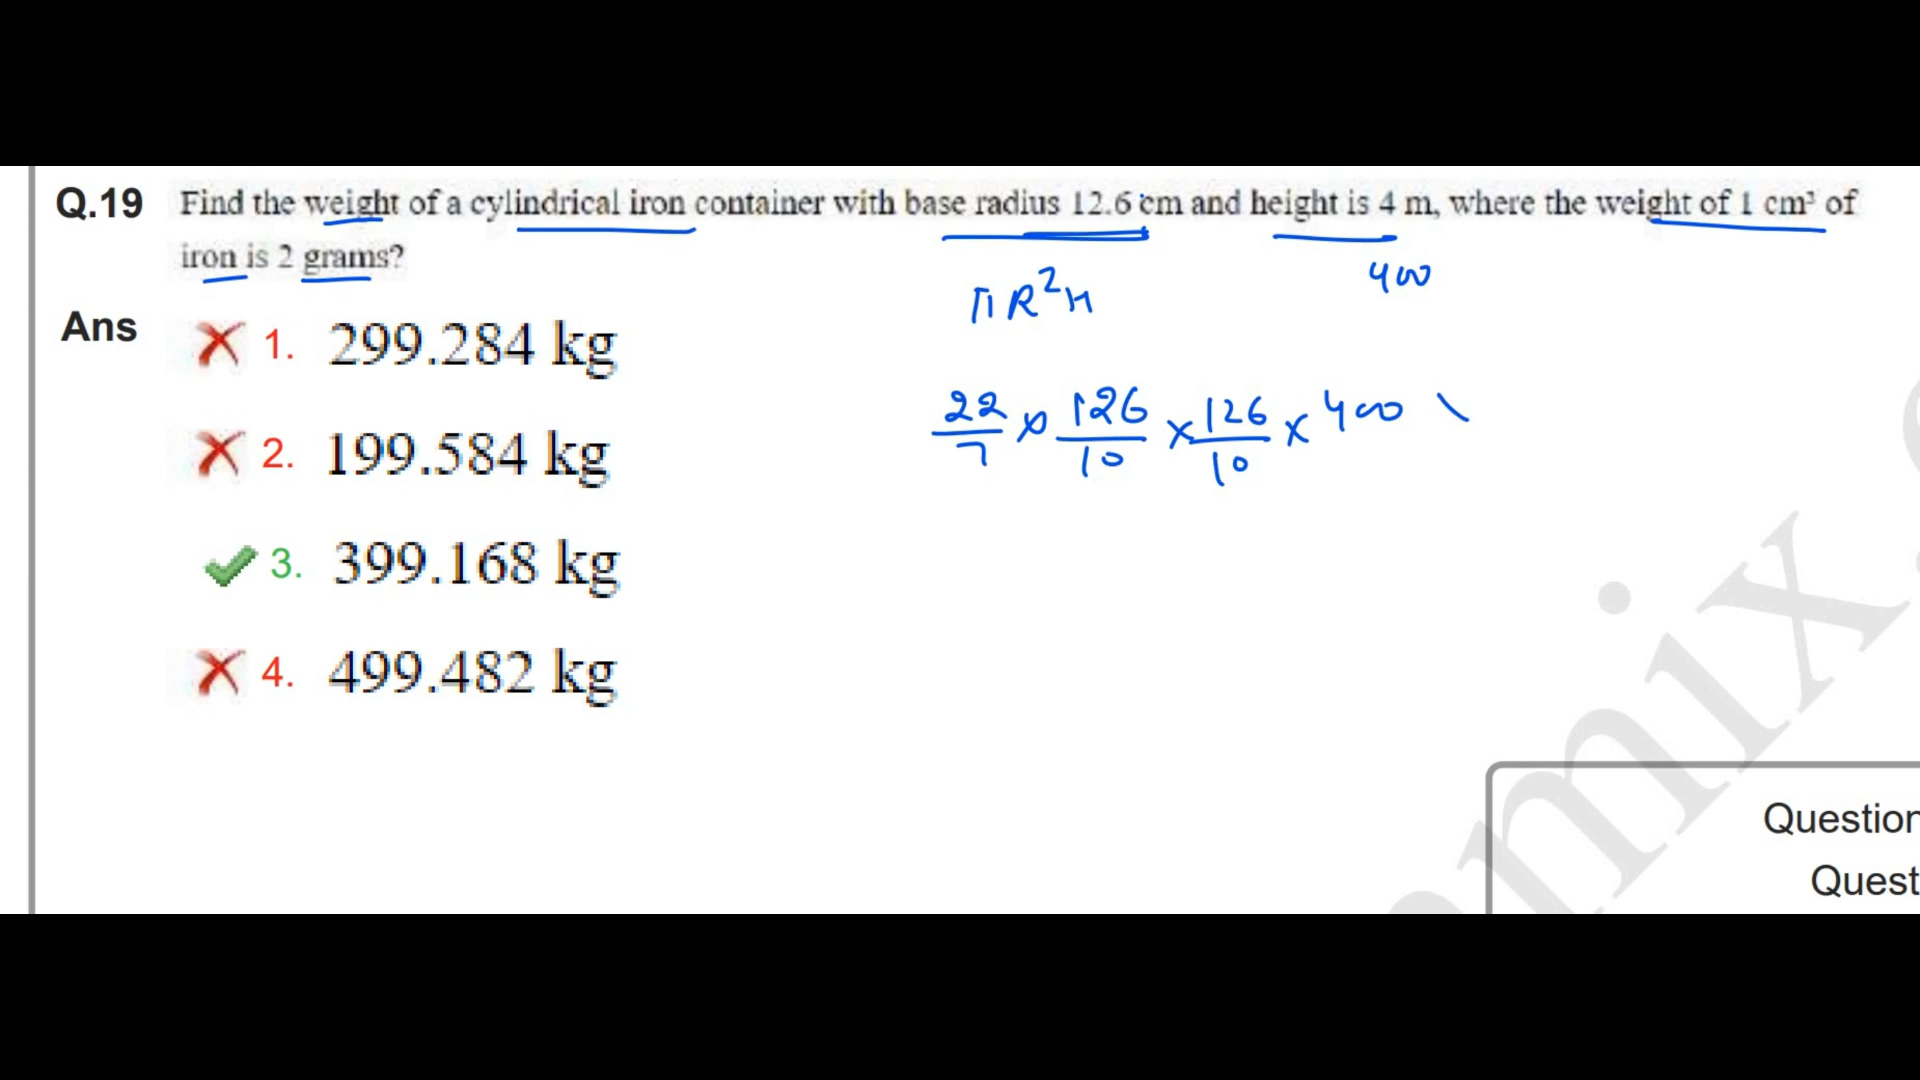 Q.19 Find the weight of a cylindrical iron container with base radius 12.6 cm and height is 4 m, where the weight of 1 cm³ of
iron is 2 grams?
πR²H
400
Ans
1. 299.284 kg
22/7 × 126/10 × 126/10 × 400
2. 199.584 kg
3. 399.168 kg
4. 499.482 kg
mix.
Question
Quest